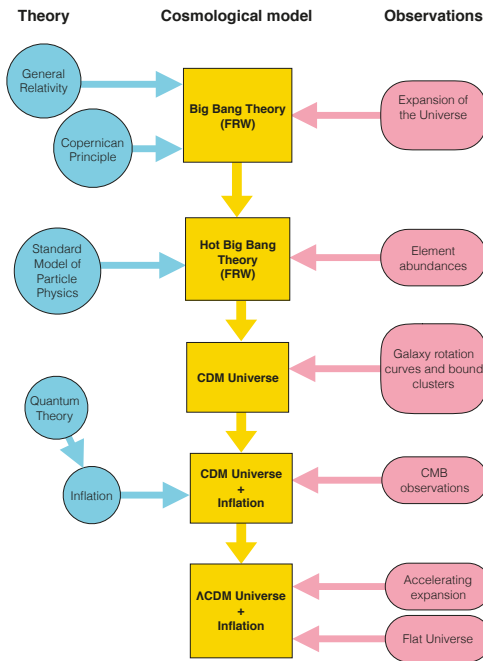 Theory
Cosmological model
Observations
General
Relativity
Copernican
Principle
Big Bang Theory
(FRW)
Expansion of
the Universe
Standard
Model of
Particle
Physics
Hot Big Bang
Theory
(FRW)
Element
abundances
CDM Universe
Galaxy rotation
curves and bound
clusters
Quantum
Theory
Inflation
CDM Universe
+
Inflation
CMB
observations
ΛCDM Universe
+
Inflation
Accelerating
expansion
Flat Universe